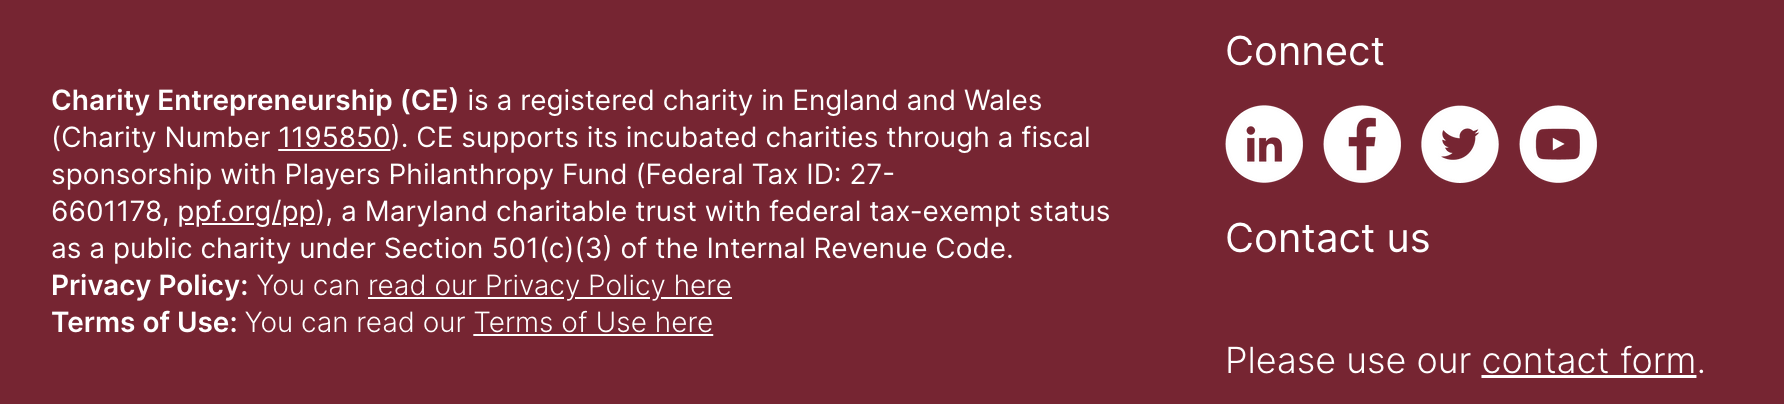 Charity Entrepreneurship (CE) is a registered charity in England and Wales
(Charity Number 1195850). CE supports its incubated charities through a fiscal
sponsorship with Players Philanthropy Fund (Federal Tax ID: 27-
6601178, ppf.org/pp), a Maryland charitable trust with federal tax-exempt status
as a public charity under Section 501(c)(3) of the Internal Revenue Code.
Privacy Policy: You can read our Privacy Policy here
Terms of Use: You can read our Terms of Use here
Connect
in
f
Contact us
Please use our contact form.